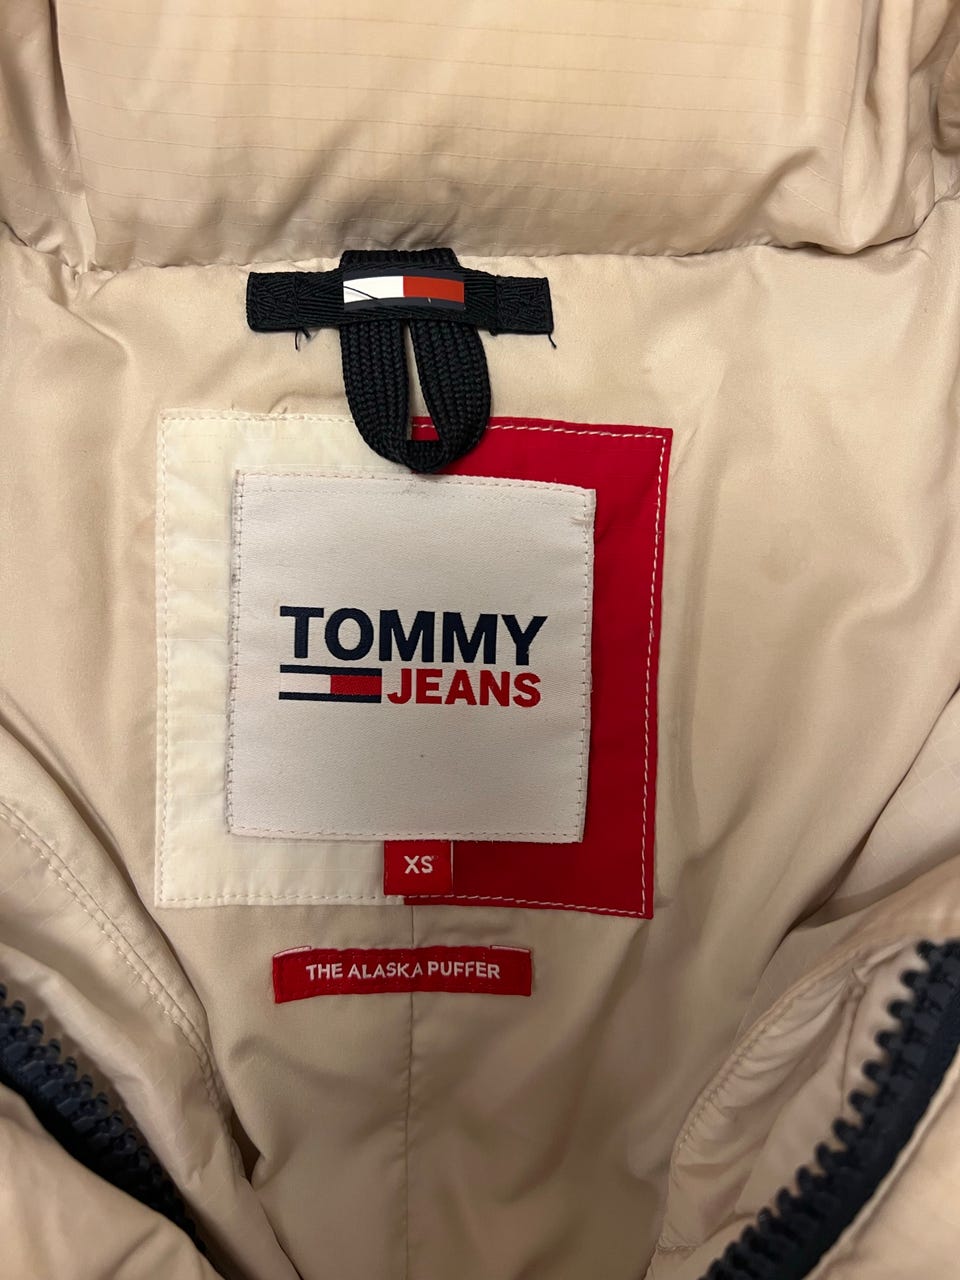 TOMMY
JEANS
XS
THE ALASKA PUFFER